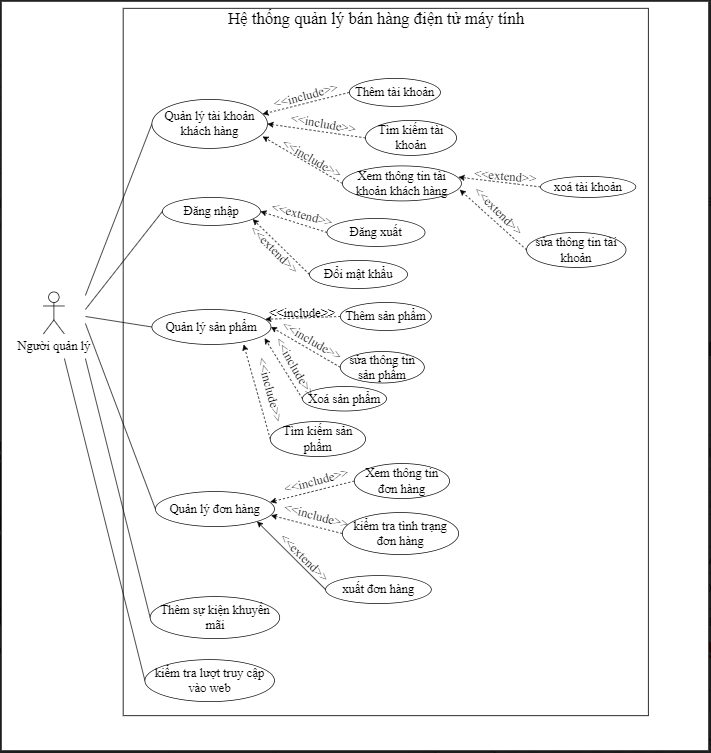 Hệ thống quản lý bán hàng điện tử máy tính
<<include>>
Thêm tài khoản
Quản lý tài khoản
khách hàng
<<include>>
Tìm kiếm tài
khoản
<<include>>
Xem thông tin tài
khoản khách hàng
<<extend>>
xoá tài khoản
<<extend>>
sửa thông tin tài
khoản
Đăng nhập
<<extend>>
Đăng xuất
<<extend>>
Đổi mật khẩu
Người quản lý
Quản lý sản phẩm
<<include>>
Thêm sản phẩm
<<include>>
sửa thông tin
sản phẩm
<<include>>
Xoá sản phẩm
<<include>>
Tìm kiếm sản
phẩm
Quản lý đơn hàng
<<include>>
Xem thông tin
đơn hàng
<<include>>
kiểm tra tình trạng
đơn hàng
<<extend>>
xuất đơn hàng
Thêm sự kiện khuyến
mãi
kiểm tra lượt truy cập
vào web